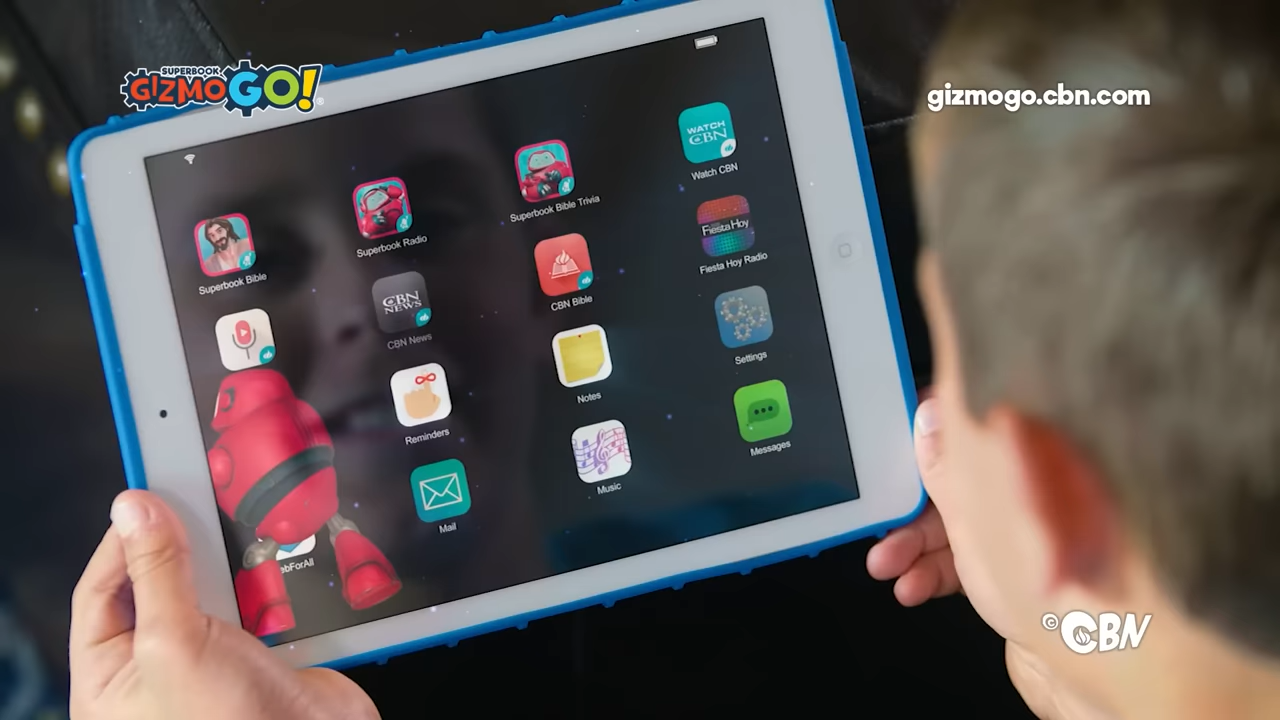 SUPERBOOK
GIZMO GO!®
gizmogo.cbn.com
WATCH
CBN
Watch CBN
Superbook Bible Trivia
Superbook Radio
Superbook Bible
Fiesta Hoy
Fiesta Hoy Radio
CBN Bible
CBN
NEWS
CBN News
Settings
Notes
Reminders
Messages
Music
Mail
ebForAll
©CBN